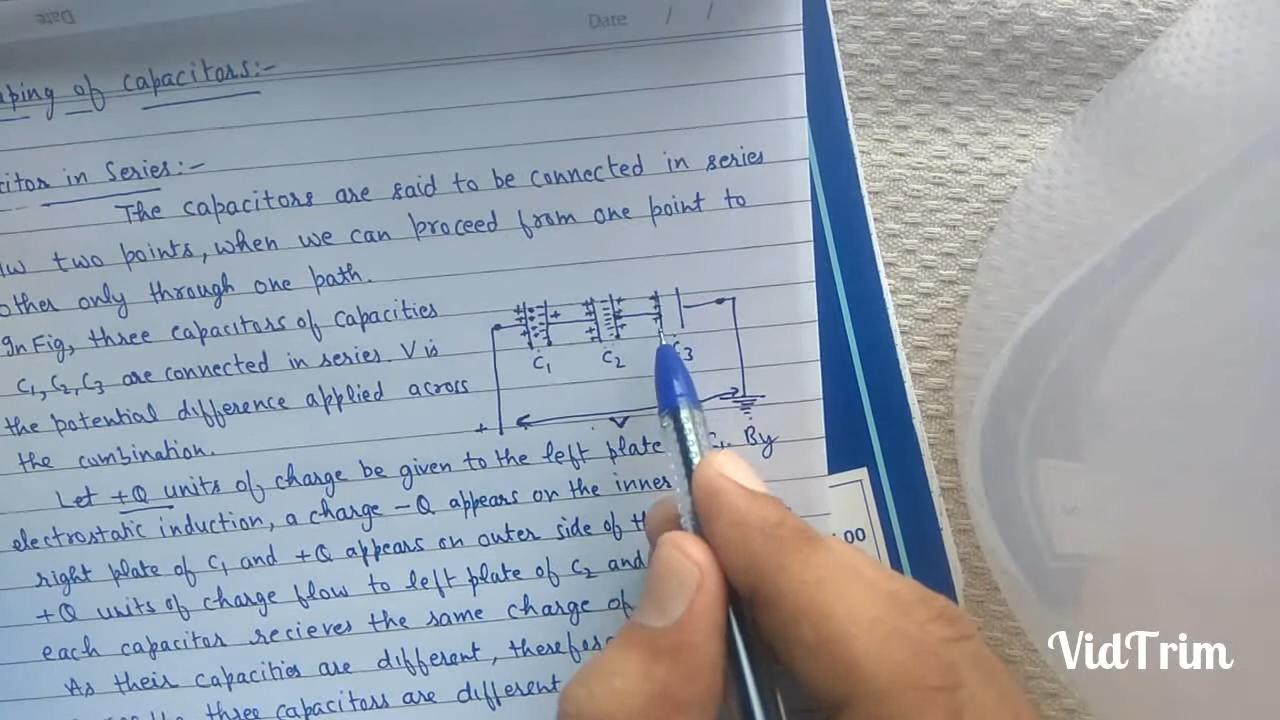 Date
Date / /
ping of capacitors:-
citor in Series:-
The capacitors are said to be connected in series
b/w two points, when we can proceed from one point to
other only through one path.
In Fig, three capacitors of capacities
C1, C2, C3 are connected in series. V is
the potential difference applied across
the combination.
+ + + + +
C1 C2 C3
+ V
Let +Q units of charge be given to the left plate C1. By
electrostatic induction, a charge -Q appears on the inner
right plate of C1 and +Q appears on outer side of
+Q units of charge flow to left plate of C2 and
each capacitor recieves the same charge of
As their capacities are different, therefor
three capacitors are different
.00
VidTrim